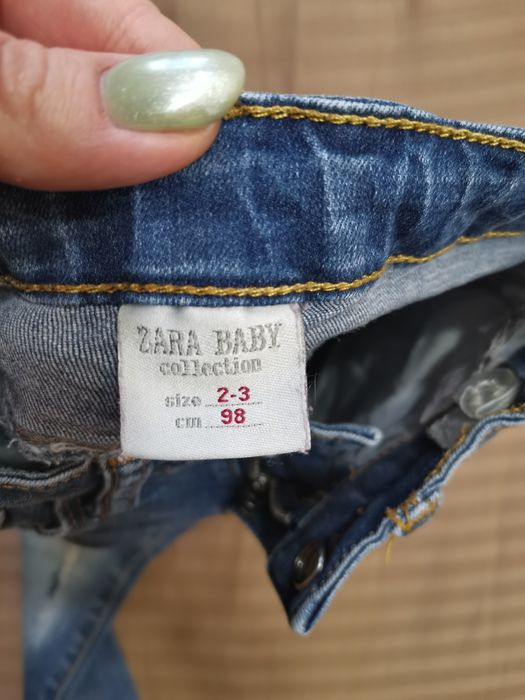 ZARA BABY
collection
size 2-3
cm 98